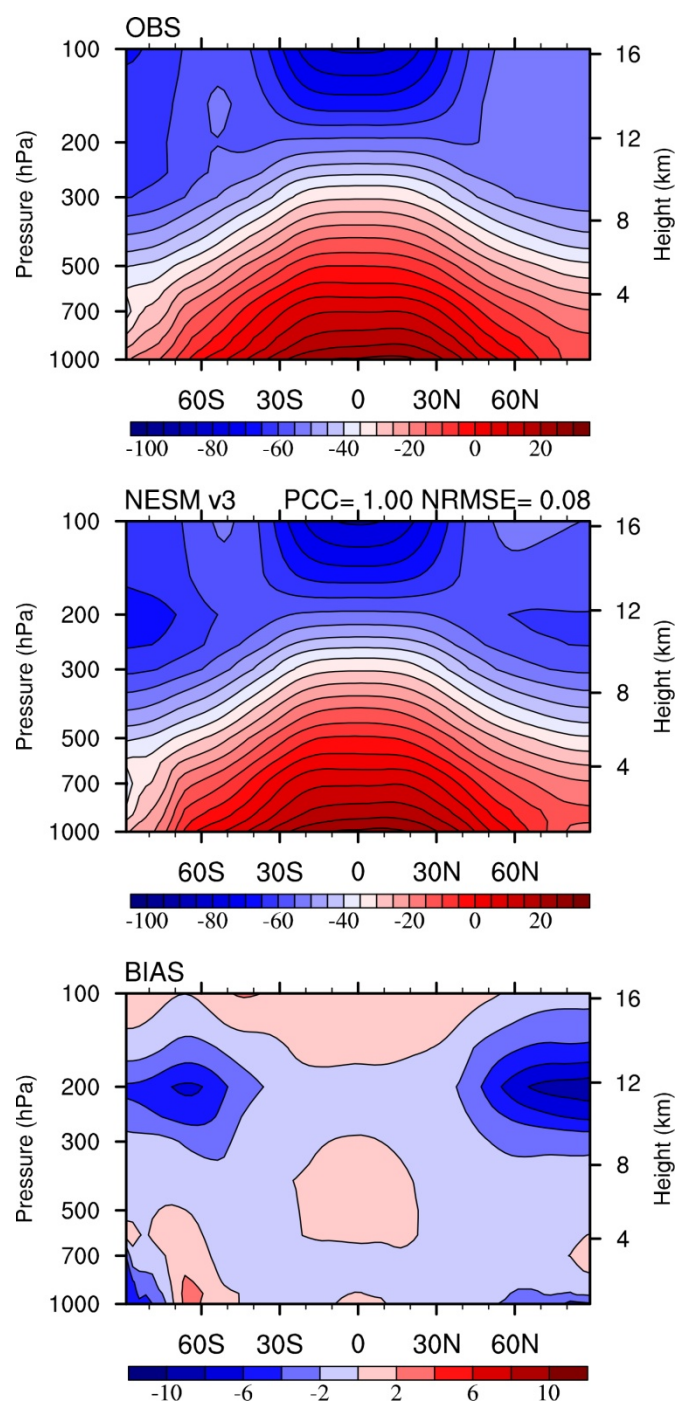 OBS
100
200
300
500
700
1000
Pressure (hPa)
16
12
8
4
Height (km)
60S 30S 0 30N 60N
-100 -80 -60 -40 -20 0 20
NESM v3 PCC= 1.00 NRMSE= 0.08
100
200
300
500
700
1000
Pressure (hPa)
16
12
8
4
Height (km)
60S 30S 0 30N 60N
-100 -80 -60 -40 -20 0 20
BIAS
100
200
300
500
700
1000
Pressure (hPa)
16
12
8
4
Height (km)
60S 30S 0 30N 60N
-10 -6 -2 2 6 10